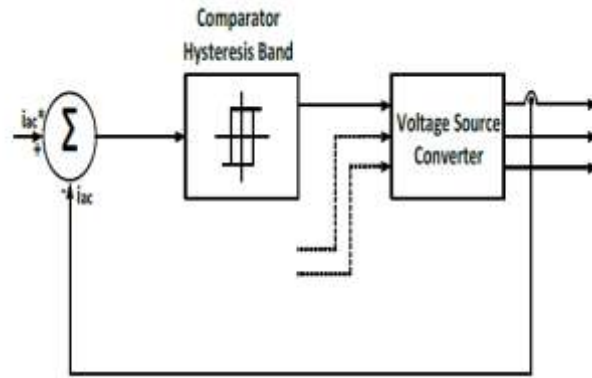 Comparator
Hysteresis Band
iac*
+
Σ
-
iac
Voltage Source
Converter